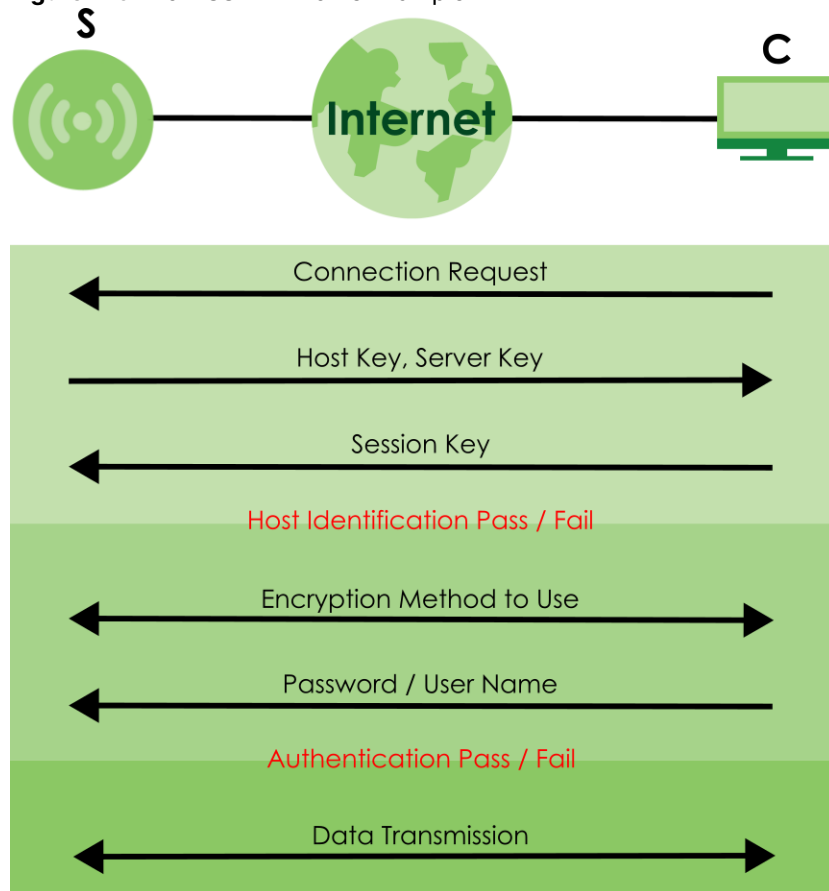 S
C
Internet
Connection Request
Host Key, Server Key
Session Key
Host Identification Pass / Fail
Encryption Method to Use
Password / User Name
Authentication Pass / Fail
Data Transmission